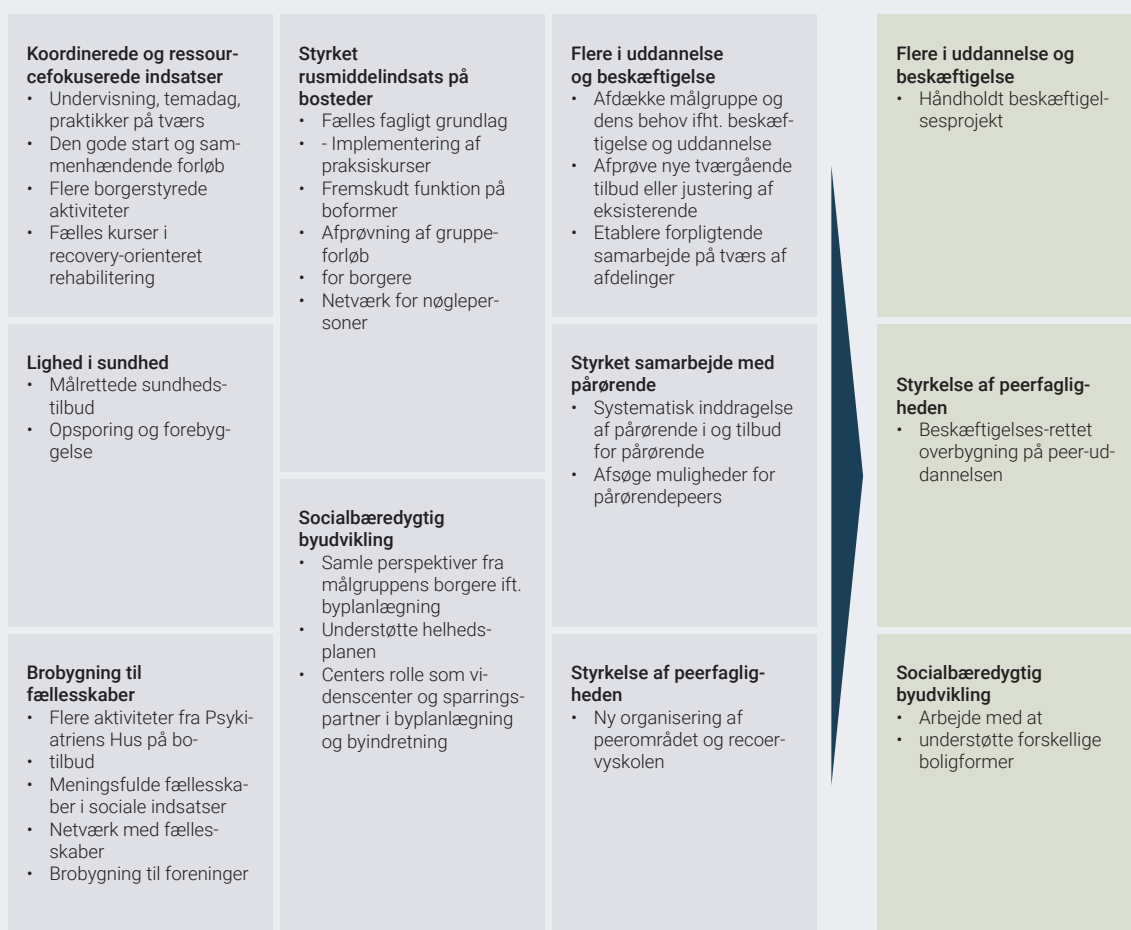 Koordinerede og ressour-
cefokuserede indsatser
• Undervisning, temadag,
praktikker på tværs
• Den gode start og sam-
menhændende forløb
• Flere borgerstyrede
aktiviteter
• Fælles kurser i
recovery-orienteret
rehabilitering
Lighed i sundhed
• Målrettede sundheds-
tilbud
• Opsporing og forebyg-
gelse
Brobygning til
fællesskaber
• Flere aktiviteter fra Psyki-
atriens Hus på bo-
• tilbud
• Meningsfulde fællesska-
ber i sociale indsatser
• Netværk med fælles-
skaber
• Brobygning til foreninger
Styrket
rusmiddelindsats på
bosteder
• Fælles fagligt grundlag
• - Implementering af
praksiskurser
• Fremskudt funktion på
boformer
• Afprøvning af gruppe-
forløb
• for borgere
• Netværk for nøgleper-
soner
Socialbæredygtig
byudvikling
• Samle perspektiver fra
målgruppens borgere ift.
byplanlægning
• Understøtte helheds-
planen
• Centers rolle som vi-
denscenter og sparrings-
partner i byplanlægning
og byindretning
Flere i uddannelse
og beskæftigelse
• Afdække målgruppe og
dens behov ifht. beskæf-
tigelse og uddannelse
• Afprøve nye tværgående
tilbud eller justering af
eksisterende
• Etablere forpligtende
samarbejde på tværs af
afdelinger
Styrket samarbejde med
pårørende
• Systematisk inddragelse
af pårørende i og tilbud
for pårørende
• Afsøge muligheder for
pårørendepeers
Styrkelse af peerfaglig-
heden
• Ny organisering af
peerområdet og recoer-
vyskolen
Flere i uddannelse og
beskæftigelse
• Håndholdt beskæftigel-
sesprojekt
Styrkelse af peerfaglig-
heden
• Beskæftigelses-rettet
overbygning på peer-ud-
dannelsen
Socialbæredygtig
byudvikling
• Arbejde med at
• understøtte forskellige
boligformer